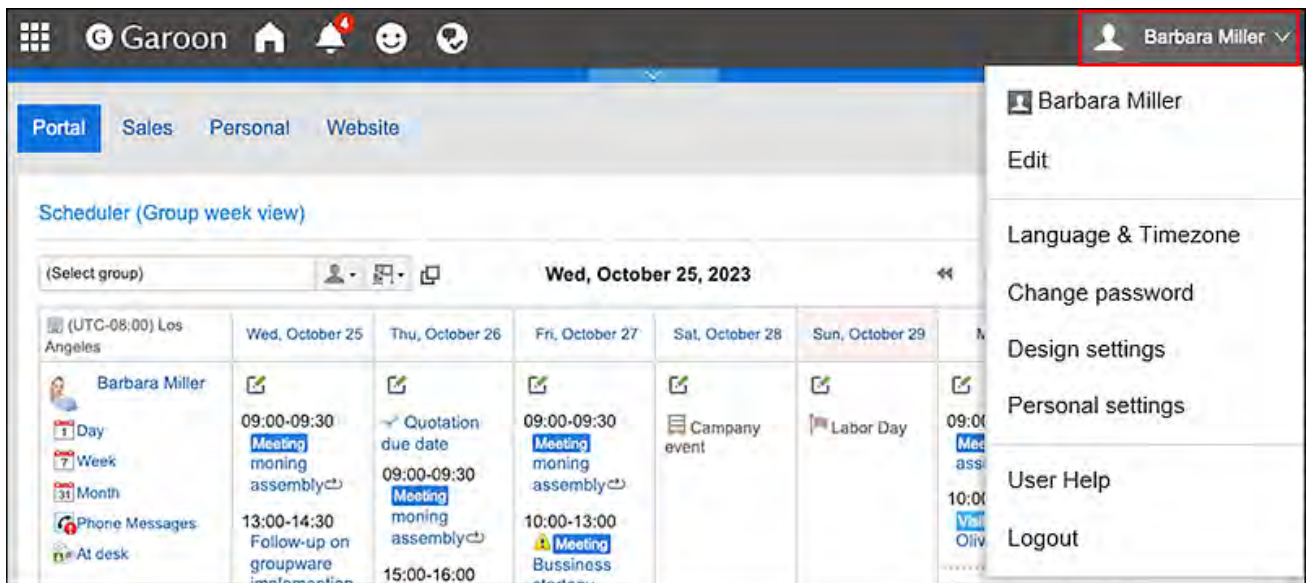 G Garoon 4 Barbara Miller
Portal Sales Personal Website
Scheduler (Group week view)
(Select group) Wed, October 25, 2023
(UTC-08:00) Los
Angeles
Wed, October 25 Thu, October 26 Fri, October 27 Sat, October 28 Sun, October 29
Barbara Miller
1 Day
7 Week
31 Month
Phone Messages
At desk
09:00-09:30
Meeting
moning
assembly
13:00-14:30
Follow-up on
groupware
Quotation
due date
09:00-09:30
Meeting
moning
assembly
15:00-16:00
09:00-09:30
Meeting
moning
assembly
10:00-13:00
Meeting
Bussiness
Campany
event
Labor Day
Barbara Miller
Edit
Language & Timezone
Change password
Design settings
Personal settings
User Help
Logout